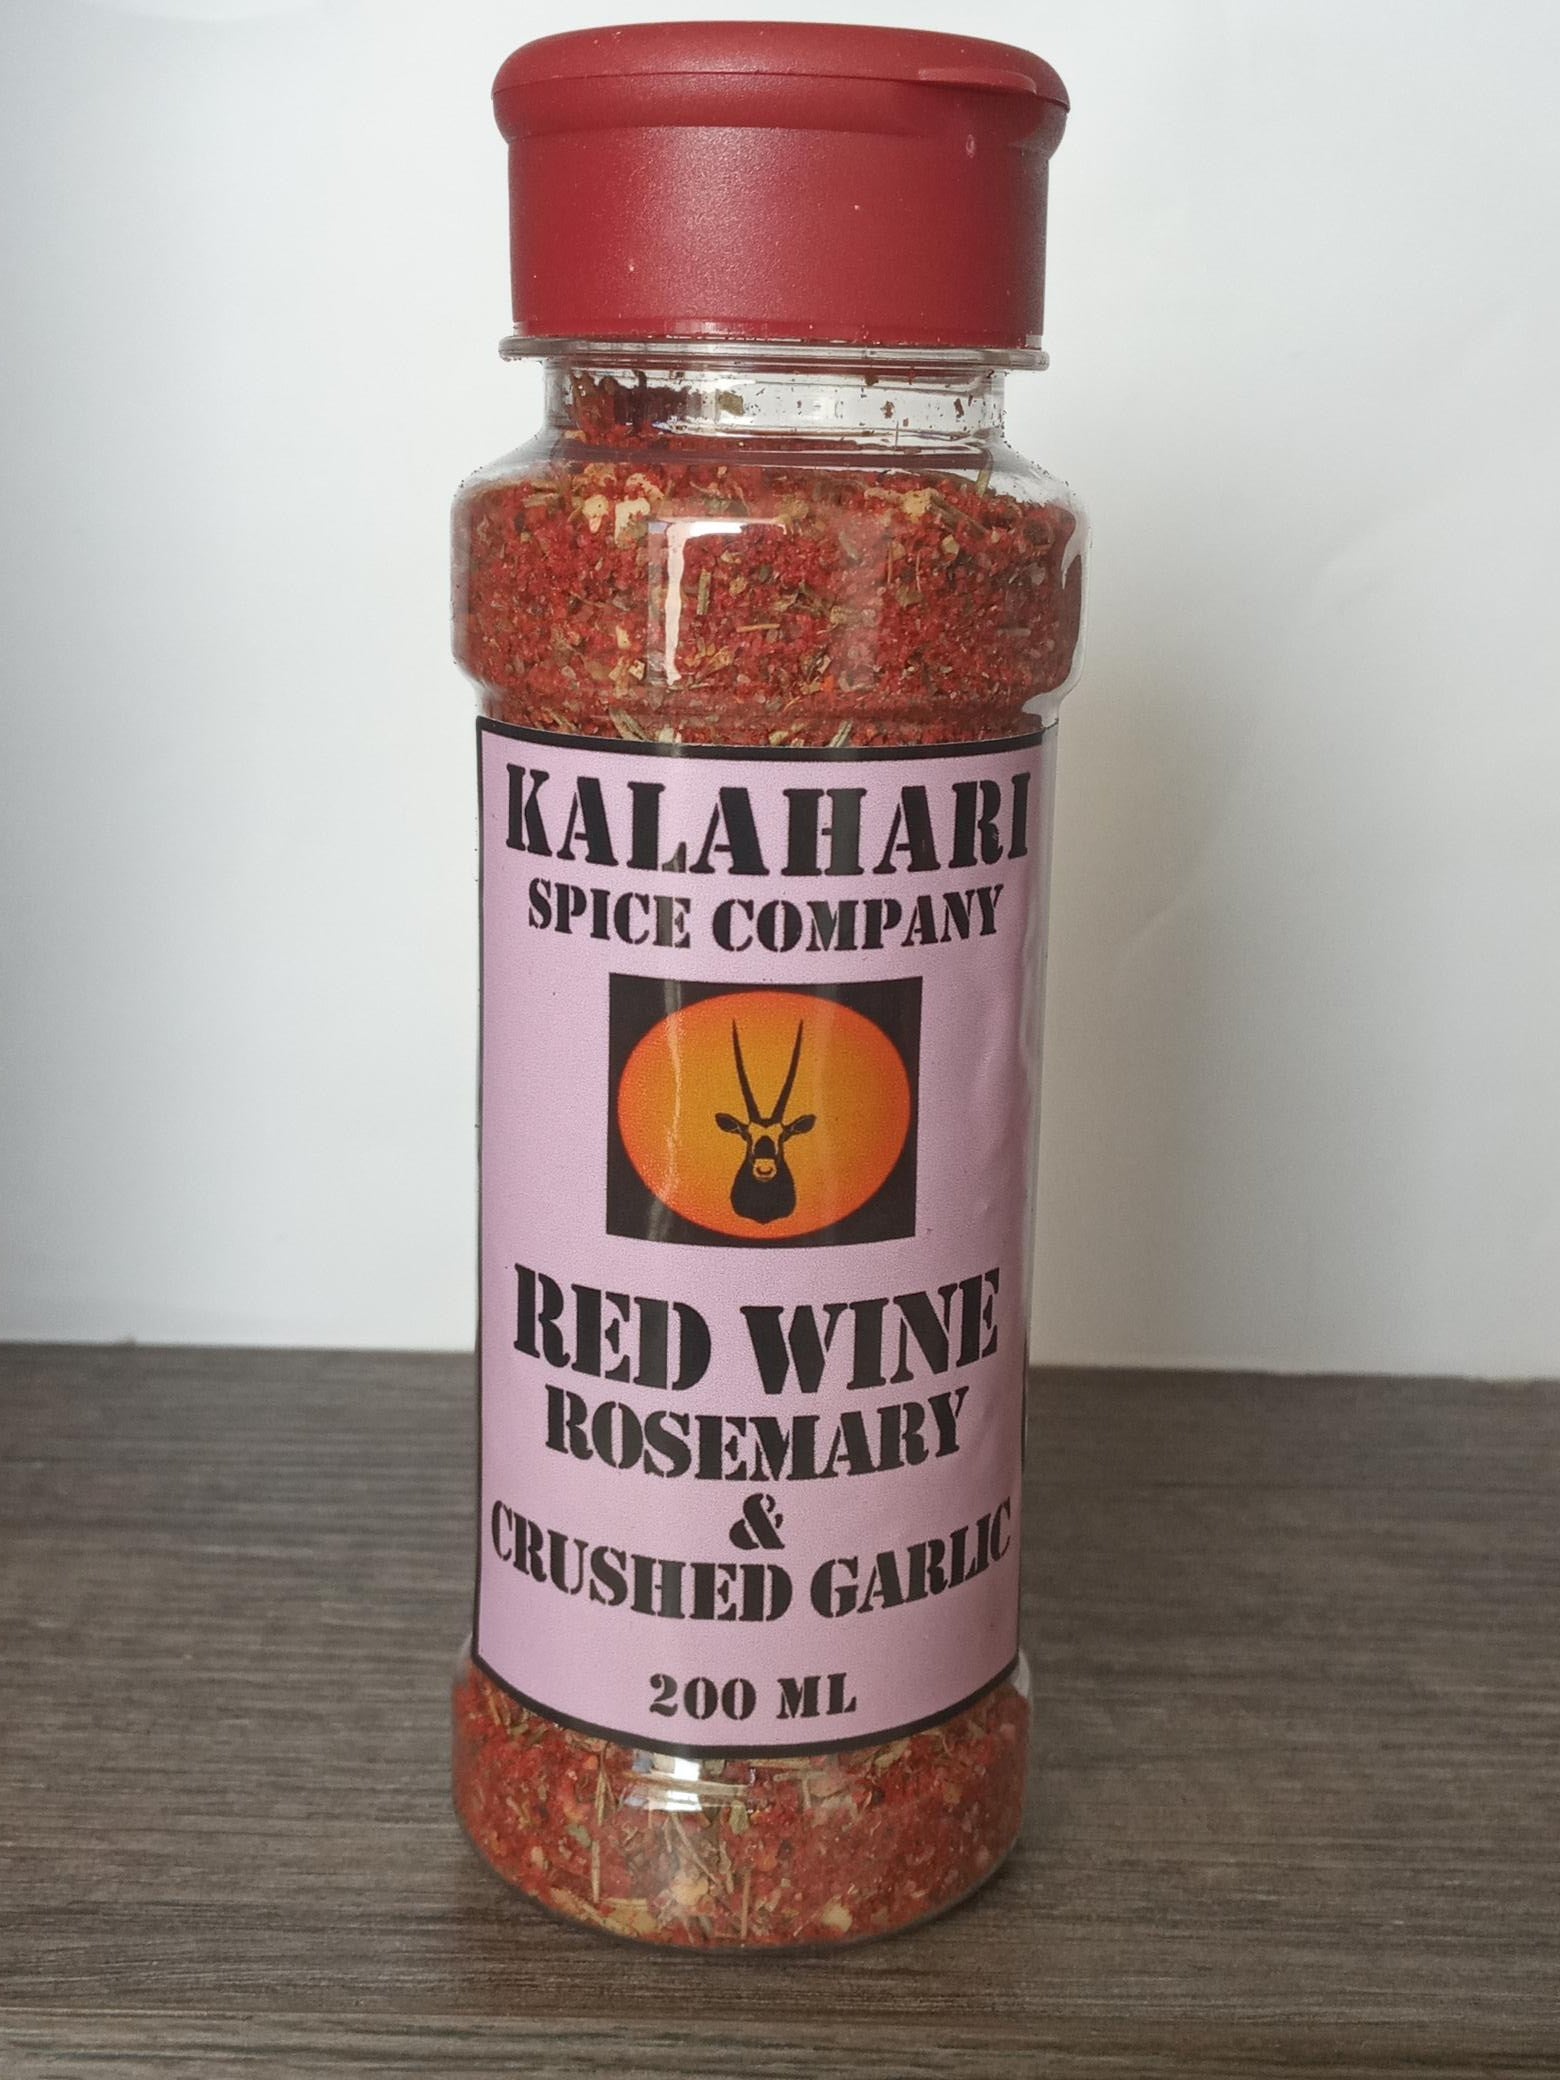 KALAHARI
SPICE COMPANY
RED WINE
ROSEMARY
&
CRUSHED GARLIC
200 ML